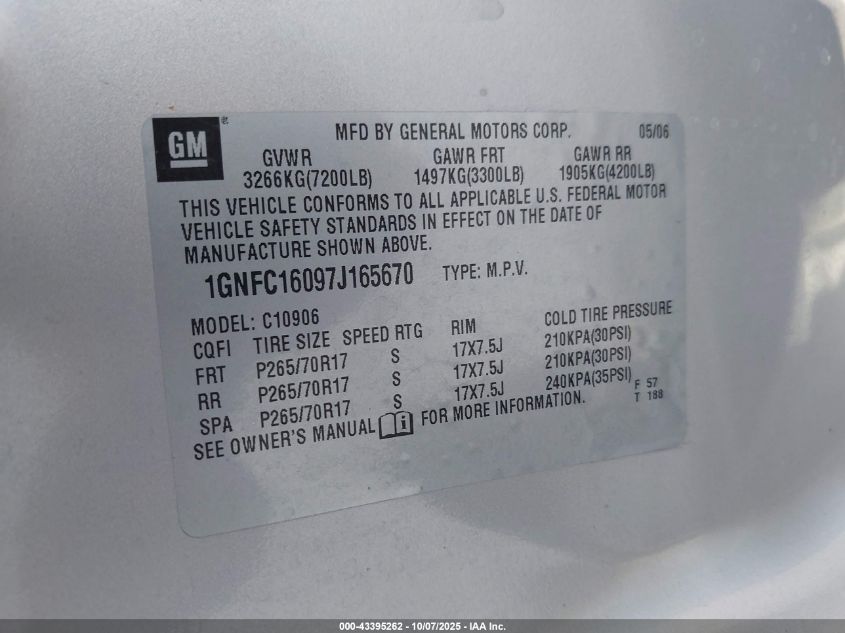 GM ® MFD BY GENERAL MOTORS CORP. 05/06
GVWR GAWR FRT GAWR RR
3266KG(7200LB) 1497KG(3300LB) 1905KG(4200LB)
THIS VEHICLE CONFORMS TO ALL APPLICABLE U.S. FEDERAL MOTOR
VEHICLE SAFETY STANDARDS IN EFFECT ON THE DATE OF
MANUFACTURE SHOWN ABOVE.
1GNFC16097J165670 TYPE: M.P.V.
MODEL: C10906
CQFI TIRE SIZE SPEED RTG RIM COLD TIRE PRESSURE
FRT P265/70R17 S 17X7.5J 210KPA(30PSI)
RR P265/70R17 S 17X7.5J 210KPA(30PSI)
SPA P265/70R17 S 17X7.5J 240KPA(35PSI)
F 57
T 188
SEE OWNER'S MANUAL i FOR MORE INFORMATION.
000-43395262 - 10/07/2025 - IAA Inc.